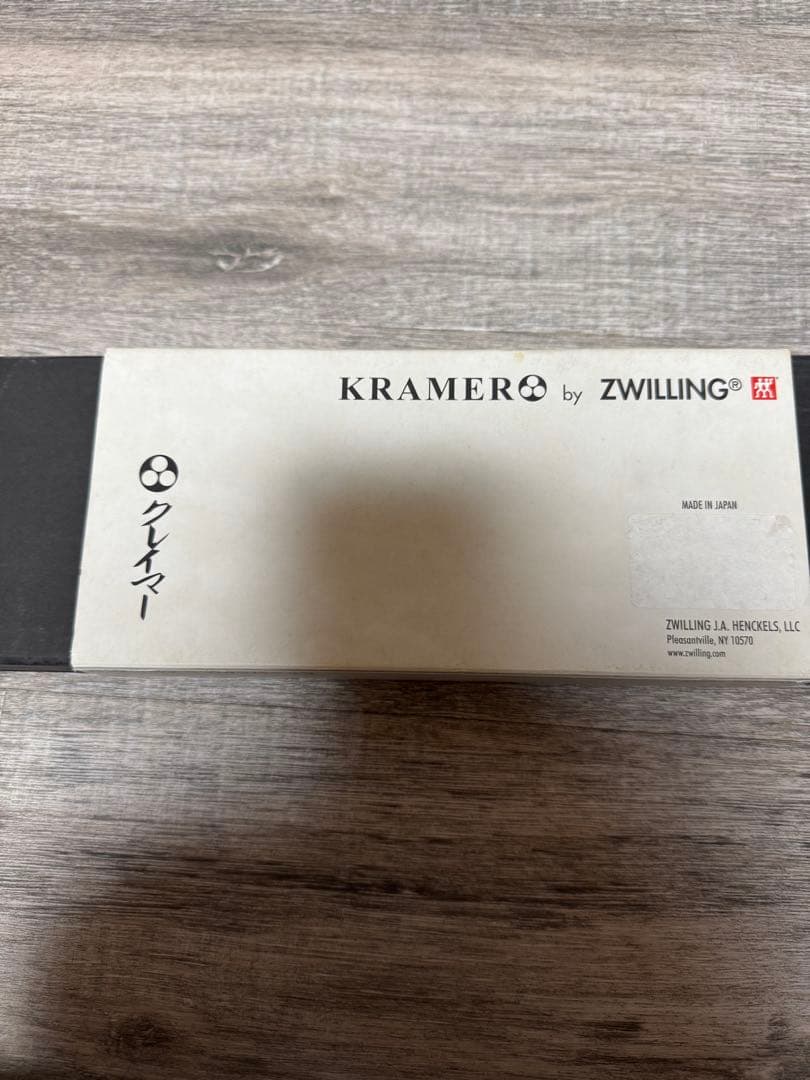 KRAMER by ZWILLING®
クレイマー
MADE IN JAPAN
ZWILLING J.A. HENCKELS, LLC
Pleasantville, NY 10570
www.zwilling.com